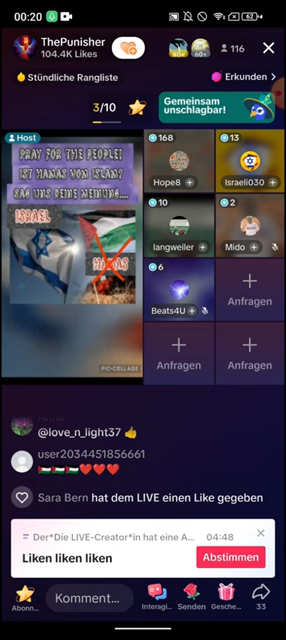 00:20
62
ThePunisher
104.4K Likes
60+
60+
116
Stündliche Rangliste
Erkunden >
3/10
Gemeinsam
unschlagbar!
Host
PRAY FOR THE PEOPLE!
IST HAMAS VOM ISLAM?
SAG UNS DEINE MEINUNG....
ISRAEL
HAMAS
PIC•COLLAGE
168
Hope8
13
Israeli030
10
langweiler
2
Mido
6
Beats4U
Anfragen
Anfragen
Anfragen
@love_n_light37 👍
user2034451856661
🇵🇸🇵🇸🇵🇸❤️❤️❤️
Sara Bern hat dem LIVE einen Like gegeben
Der*Die LIVE-Creator*in hat eine A... 04:48
Liken liken liken
Abstimmen
Abonn...
Komment...
Interagi...
Senden
Gesche...
33